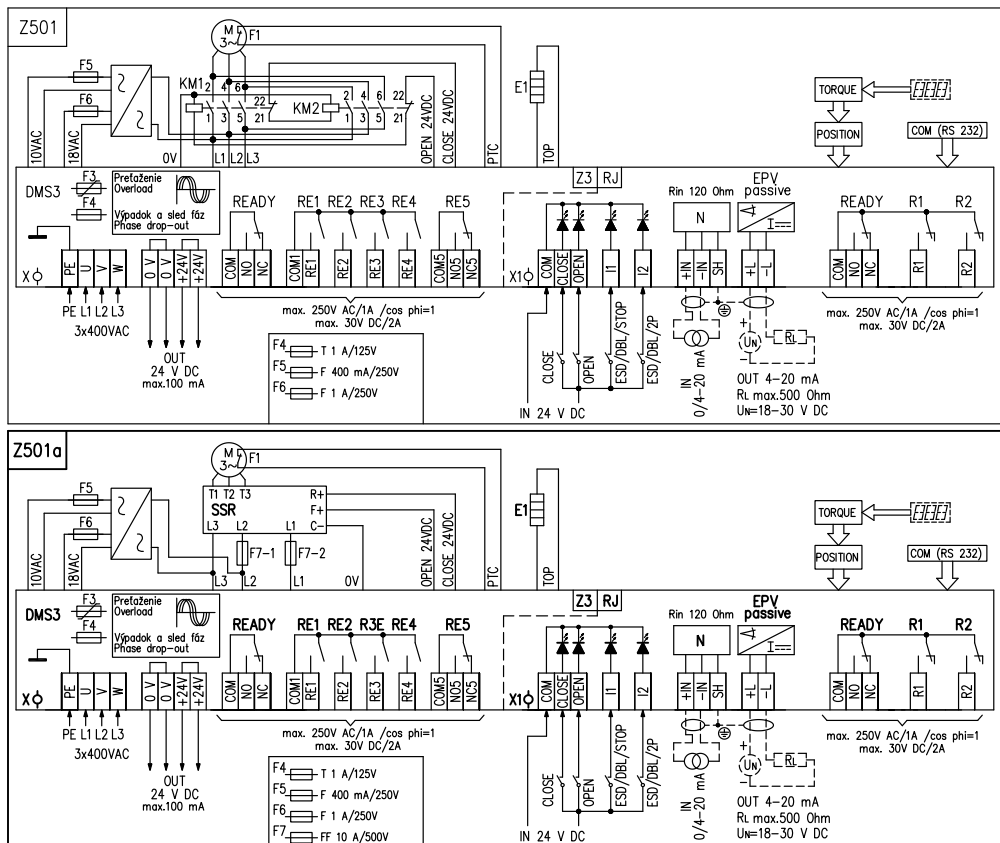 Z501
F5
F6
10VAC
18VAC
M
3~
F1
KM1
2 4 6 22
1 3 5 21
KM2
2 4 6 22
1 3 5 21
0V
L1 L2 L3
OPEN 24VDC
CLOSE 24VDC
PTC
E1
TOP
TORQUE
POSITION
COM (RS 232)
DMS3
F3
F4
Preťaženie
Overload
Výpadok a sled fáz
Phase drop-out
READY
RE1 RE2 RE3 RE4
RE5
Z3 RJ
Rin 120 Ohm
N
EPV
passive
I
READY
R1
R2
X
PE
U
V
W
0 V
0 V
+24V
+24V
COM
NO
NC
COM1
RE1
RE2
RE3
RE4
COM5
NO5
NC5
X1
COM
CLOSE
OPEN
I1
I2
+IN
-IN
SH
+L
-L
COM
NO
NC
R1
R2
PE L1 L2 L3
3x400VAC
OUT
24 V DC
max.100 mA
max. 250V AC/1A /cos phi=1
max. 30V DC/2A
F4 T 1 A/125V
F5 F 400 mA/250V
F6 F 1 A/250V
CLOSE
OPEN
ESD/DBL/STOP
ESD/DBL/2P
IN 24 V DC
IN
0/4-20 mA
+
UN
-
RL
OUT 4-20 mA
RL max.500 Ohm
UN=18-30 V DC
max. 250V AC/1A /cos phi=1
max. 30V DC/2A
Z501a
F5
F6
10VAC
18VAC
M
3~
F1
T1 T2 T3
SSR
R+
F+
C-
L3 L2 L1
F7-1
F7-2
L3 L2 L1
0V
OPEN 24VDC
CLOSE 24VDC
PTC
E1
TOP
TORQUE
POSITION
COM (RS 232)
DMS3
F3
F4
Preťaženie
Overload
Výpadok a sled fáz
Phase drop-out
READY
RE1 RE2 R3E RE4
RE5
Z3 RJ
Rin 120 Ohm
N
EPV
passive
I
READY
R1
R2
X
PE
U
V
W
0 V
0 V
+24V
+24V
COM
NO
NC
COM1
RE1
RE2
RE3
RE4
COM5
NO5
NC5
X1
COM
CLOSE
OPEN
I1
I2
+IN
-IN
SH
+L
-L
COM
NO
NC
R1
R2
PE L1 L2 L3
3x400VAC
OUT
24 V DC
max.100 mA
max. 250V AC/1A /cos phi=1
max. 30V DC/2A
F4 T 1 A/125V
F5 F 400 mA/250V
F6 F 1 A/250V
F7 FF 10 A/500V
CLOSE
OPEN
ESD/DBL/STOP
ESD/DBL/2P
IN 24 V DC
IN
0/4-20 mA
+
UN
-
RL
OUT 4-20 mA
RL max.500 Ohm
UN=18-30 V DC
max. 250V AC/1A /cos phi=1
max. 30V DC/2A